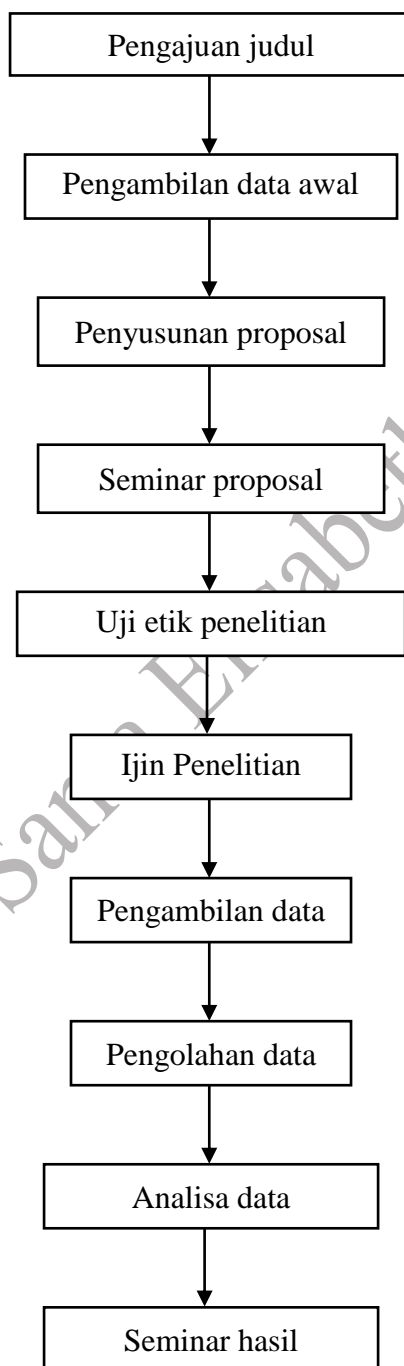 Pengajuan judul
Pengambilan data awal
Penyusunan proposal
Seminar proposal
Uji etik penelitian
Ijin Penelitian
Pengambilan data
Pengolahan data
Analisa data
Seminar hasil